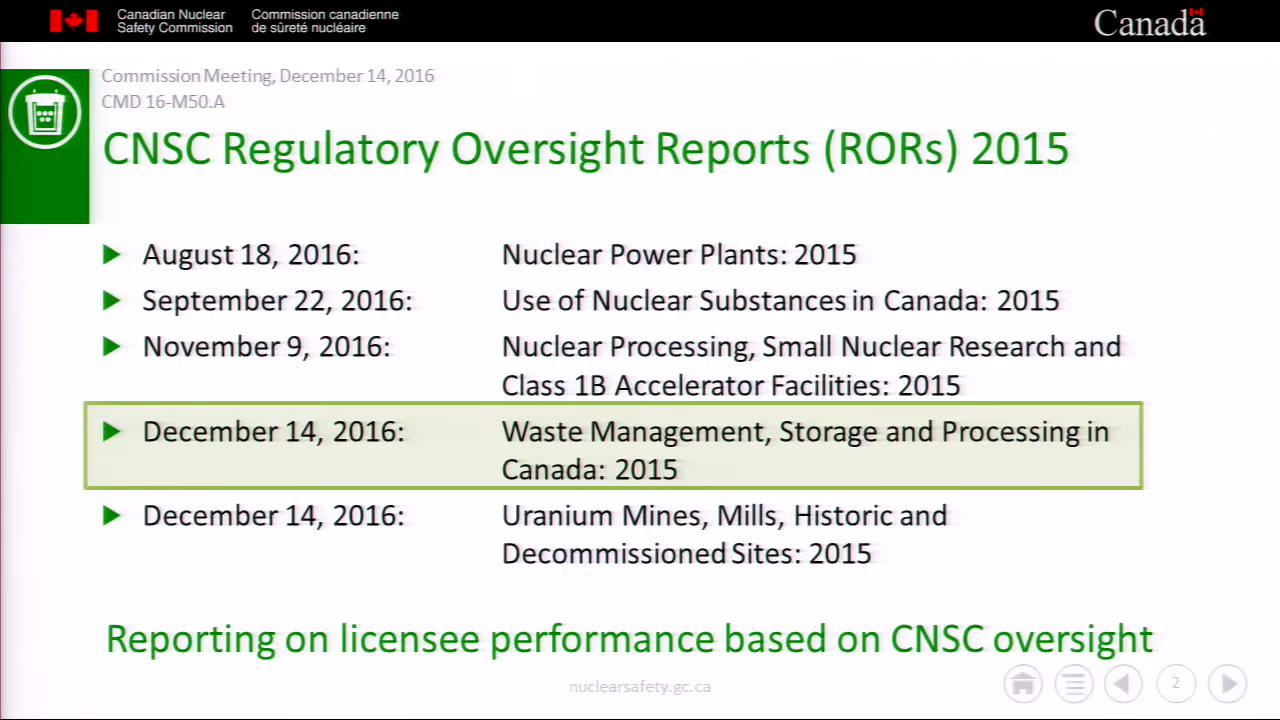 Canadian Nuclear Safety Commission
Commission canadienne de sûreté nucléaire
Canada
Commission Meeting, December 14, 2016
CMD 16-M50.A
CNSC Regulatory Oversight Reports (RORs) 2015
August 18, 2016: Nuclear Power Plants: 2015
September 22, 2016: Use of Nuclear Substances in Canada: 2015
November 9, 2016: Nuclear Processing, Small Nuclear Research and
Class 1B Accelerator Facilities: 2015
December 14, 2016: Waste Management, Storage and Processing in
Canada: 2015
December 14, 2016: Uranium Mines, Mills, Historic and
Decommissioned Sites: 2015
Reporting on licensee performance based on CNSC oversight
nuclearsafety.gc.ca
2